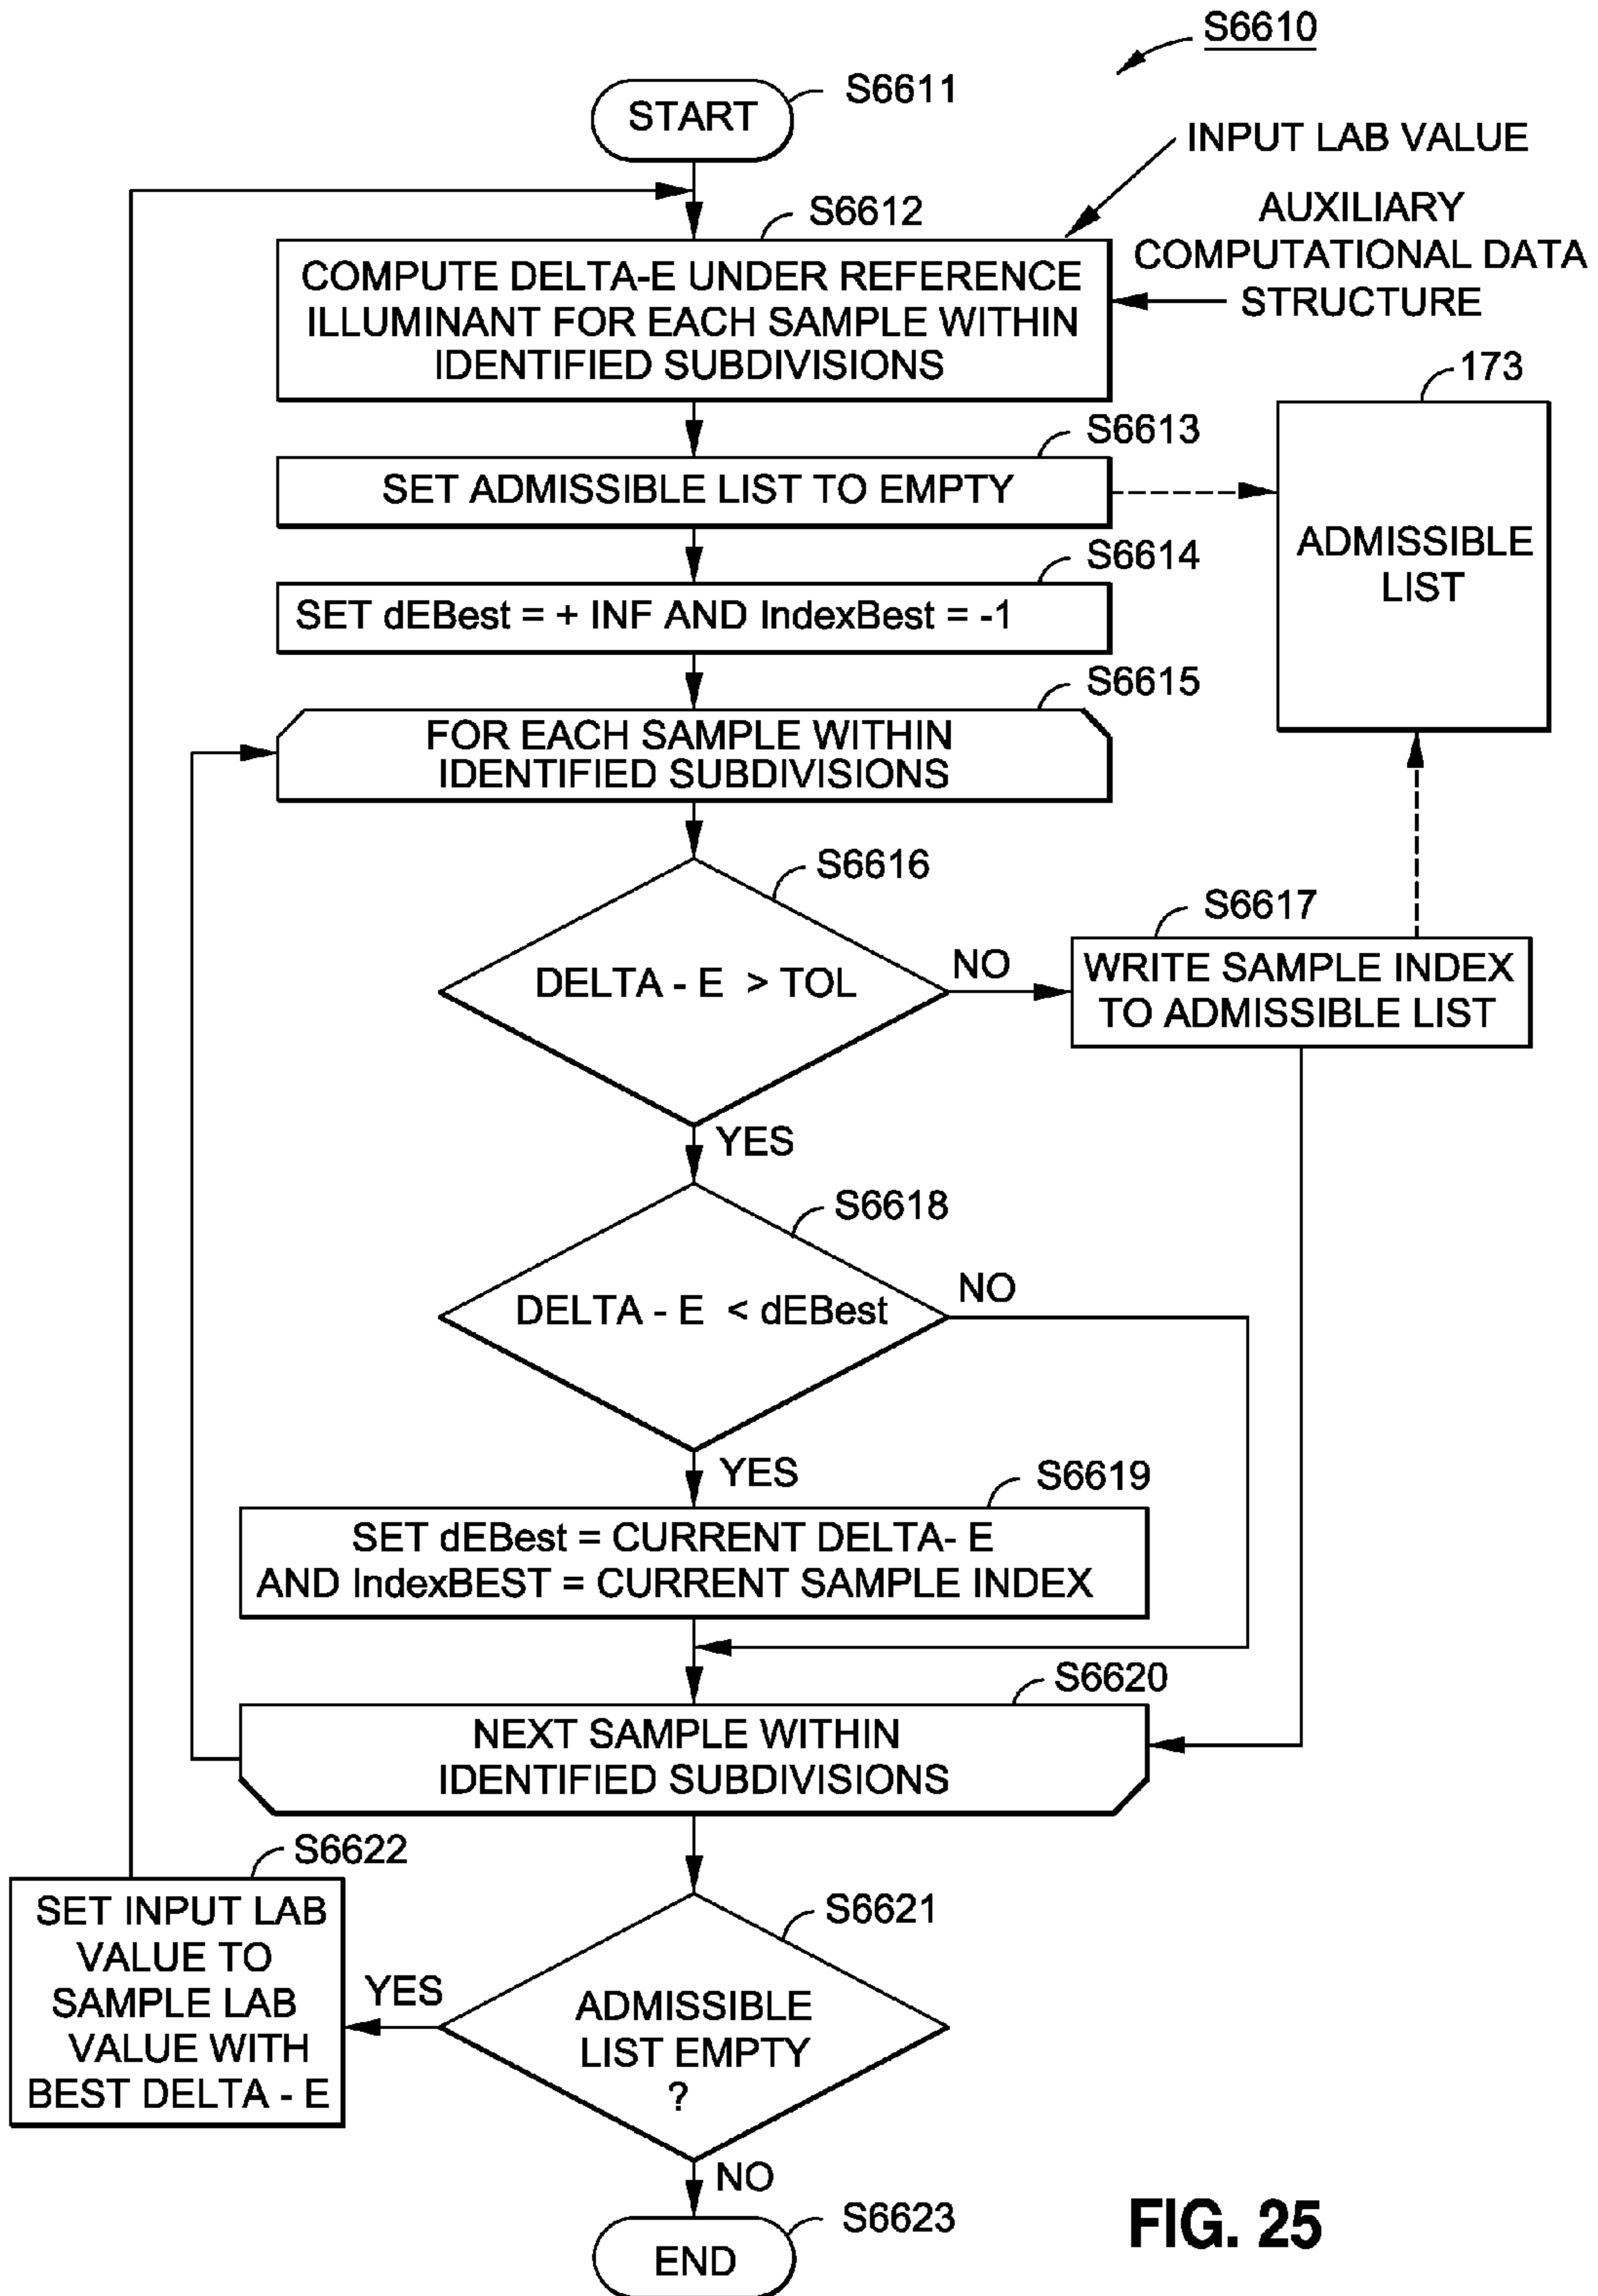 S6610
S6611
START
INPUT LAB VALUE
S6612
AUXILIARY
COMPUTATIONAL DATA
STRUCTURE
COMPUTE DELTA-E UNDER REFERENCE
ILLUMINANT FOR EACH SAMPLE WITHIN
IDENTIFIED SUBDIVISIONS
173
S6613
SET ADMISSIBLE LIST TO EMPTY
ADMISSIBLE
LIST
S6614
SET dEBest = + INF AND IndexBest = -1
S6615
FOR EACH SAMPLE WITHIN
IDENTIFIED SUBDIVISIONS
S6616
DELTA - E > TOL
NO
S6617
WRITE SAMPLE INDEX
TO ADMISSIBLE LIST
YES
S6618
DELTA - E < dEBest
NO
YES
S6619
SET dEBest = CURRENT DELTA- E
AND IndexBEST = CURRENT SAMPLE INDEX
S6620
NEXT SAMPLE WITHIN
IDENTIFIED SUBDIVISIONS
S6622
SET INPUT LAB
VALUE TO
SAMPLE LAB
VALUE WITH
BEST DELTA - E
YES
S6621
ADMISSIBLE
LIST EMPTY
?
NO
S6623
END
FIG. 25